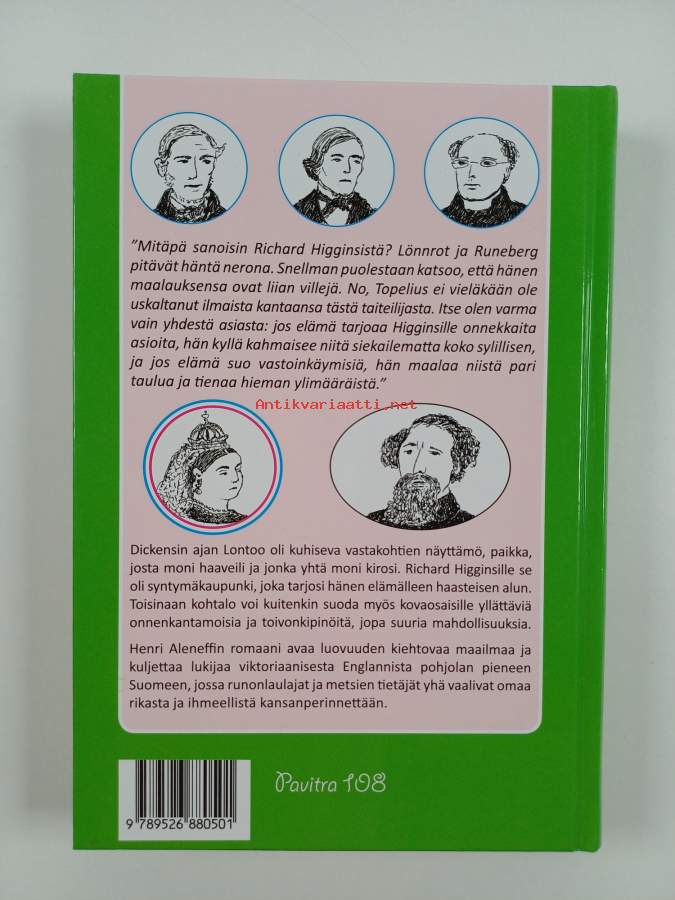 ”Mitäpä sanoisin Richard Higginsistä? Lönnrot ja Runeberg
pitävät häntä nerona. Snellman puolestaan katsoo, että hänen
maalauksensa ovat liian villejä. No, Topelius ei vieläkään ole
uskaltanut ilmaista kantaansa tästä taiteilijasta. Itse olen varma
vain yhdestä asiasta: jos elämä tarjoaa Higginsille onnekkaita
asioita, hän kyllä kahmaisee niitä siekailematta koko sylillisen,
ja jos elämä suo vastoinkäymisiä, hän maalaa niistä pari
taulua ja tienaa hieman ylimääräistä.”
Antikvariaatti.net
Dickensin ajan Lontoo oli kuhiseva vastakohtien näyttämö, paikka,
josta moni haaveili ja jonka yhtä moni kirosi. Richard Higginsille se
oli syntymäkaupunki, joka tarjosi hänen elämälleen haasteisen alun.
Toisinaan kohtalo voi kuitenkin suoda myös kovaosaisille yllättäviä
onnenkantamoisia ja toivonkipinöitä, jopa suuria mahdollisuuksia.
Henri Aleneffin romaani avaa luovuuden kiehtovaa maailmaa ja
kuljettaa lukijaa viktoriaanisesta Englannista pohjolan pieneen
Suomeen, jossa runonlaulajat ja metsien tietäjät yhä vaalivat omaa
rikasta ja ihmeellistä kansanperinnettään.
Pavitra 108
9 789526 880501